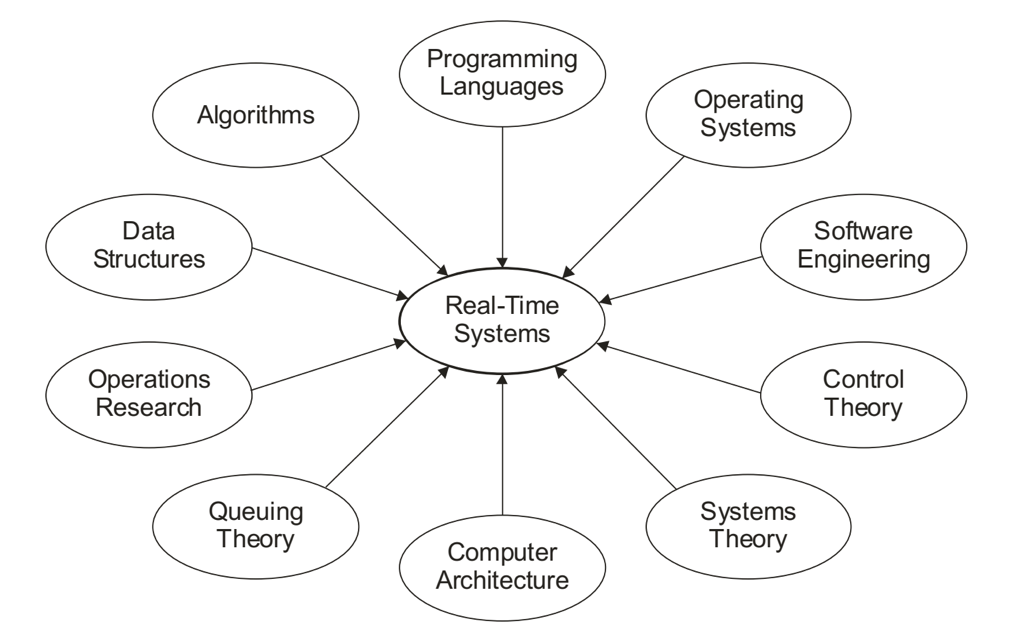 Programming
Languages
Algorithms
Operating
Systems
Data
Structures
Software
Engineering
Real-Time
Systems
Operations
Research
Control
Theory
Queuing
Theory
Systems
Theory
Computer
Architecture